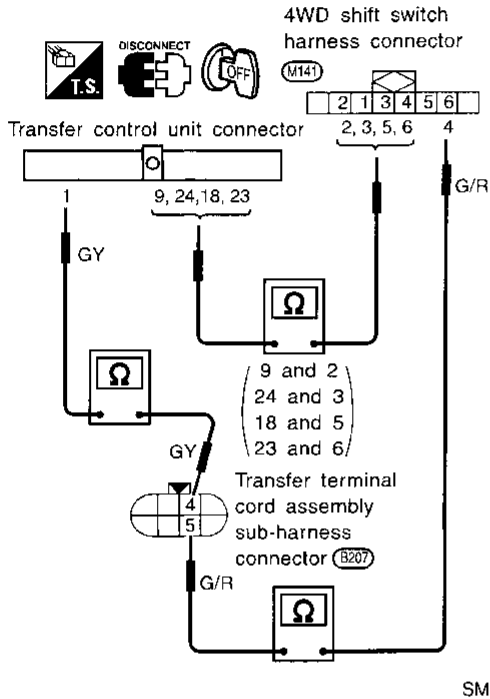 4WD shift switch
harness connector
M141
DISCONNECT
T.S.
OFF
2 1 3 4 5 6
Transfer control unit connector
2, 3, 5, 6 4
1 9, 24,18, 23
G/R
GY
Ω
Ω
9 and 2
24 and 3
18 and 5
23 and 6
GY
Transfer terminal
cord assembly
sub-harness
connector B207
4
5
G/R
Ω
SM